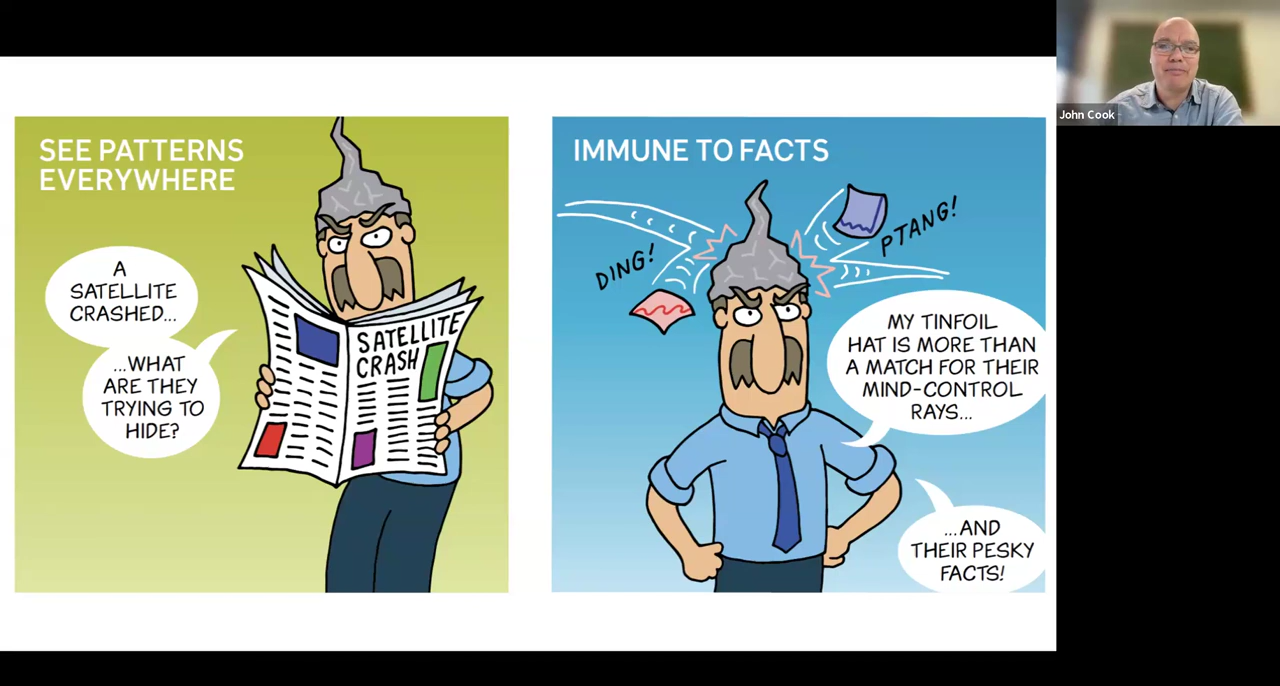 SEE PATTERNS
EVERYWHERE
A
SATELLITE
CRASHED...
...WHAT
ARE THEY
TRYING TO
HIDE?
SATELLITE
CRASH
IMMUNE TO FACTS
DING!
PTANG!
MY TINFOIL
HAT IS MORE THAN
A MATCH FOR THEIR
MIND-CONTROL
RAYS...
...AND
THEIR PESKY
FACTS!
John Cook